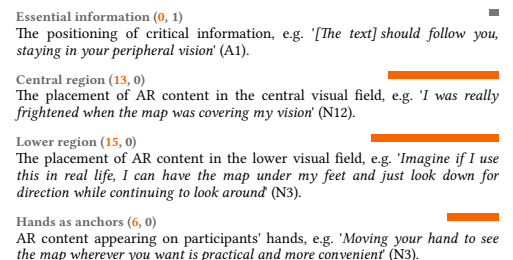 Essential information (0, 1)
The positioning of critical information, e.g. '[The text] should follow you,
staying in your peripheral vision' (A1).
Central region (13, 0)
The placement of AR content in the central visual field, e.g. 'I was really
frightened when the map was covering my vision' (N12).
Lower region (15, 0)
The placement of AR content in the lower visual field, e.g. 'Imagine if I use
this in real life, I can have the map under my feet and just look down for
direction while continuing to look around' (N3).
Hands as anchors (6, 0)
AR content appearing on participants' hands, e.g. 'Moving your hand to see
the map wherever you want is practical and more convenient' (N3).